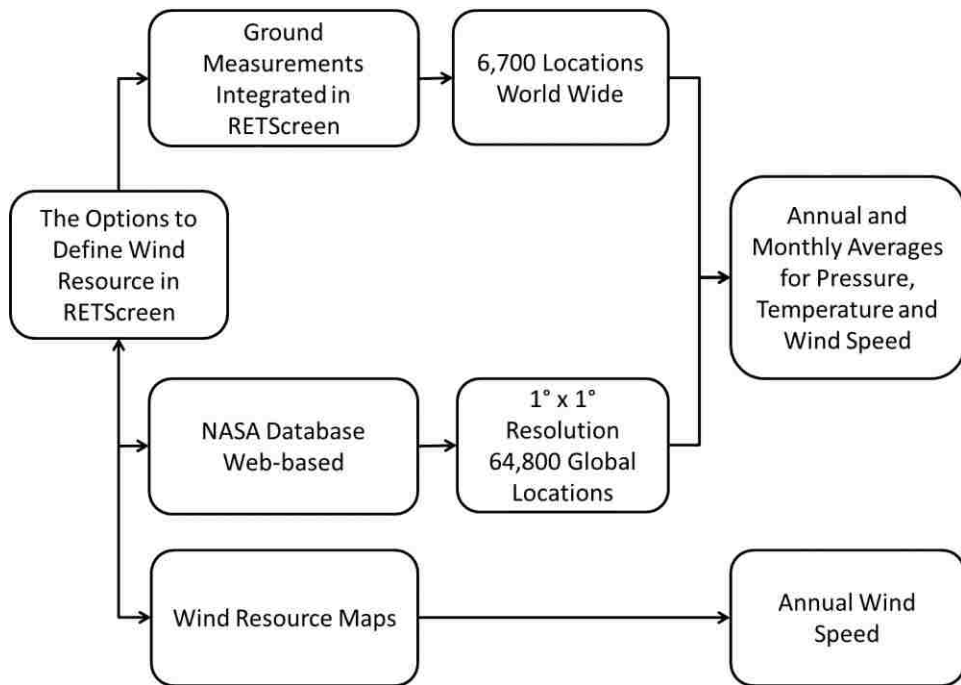 Ground
Measurements
Integrated in
RETScreen
6,700 Locations
World Wide
The Options to
Define Wind
Resource in
RETScreen
Annual and
Monthly Averages
for Pressure,
Temperature and
Wind Speed
NASA Database
Web-based
1° x 1°
Resolution
64,800 Global
Locations
Wind Resource Maps
Annual Wind
Speed